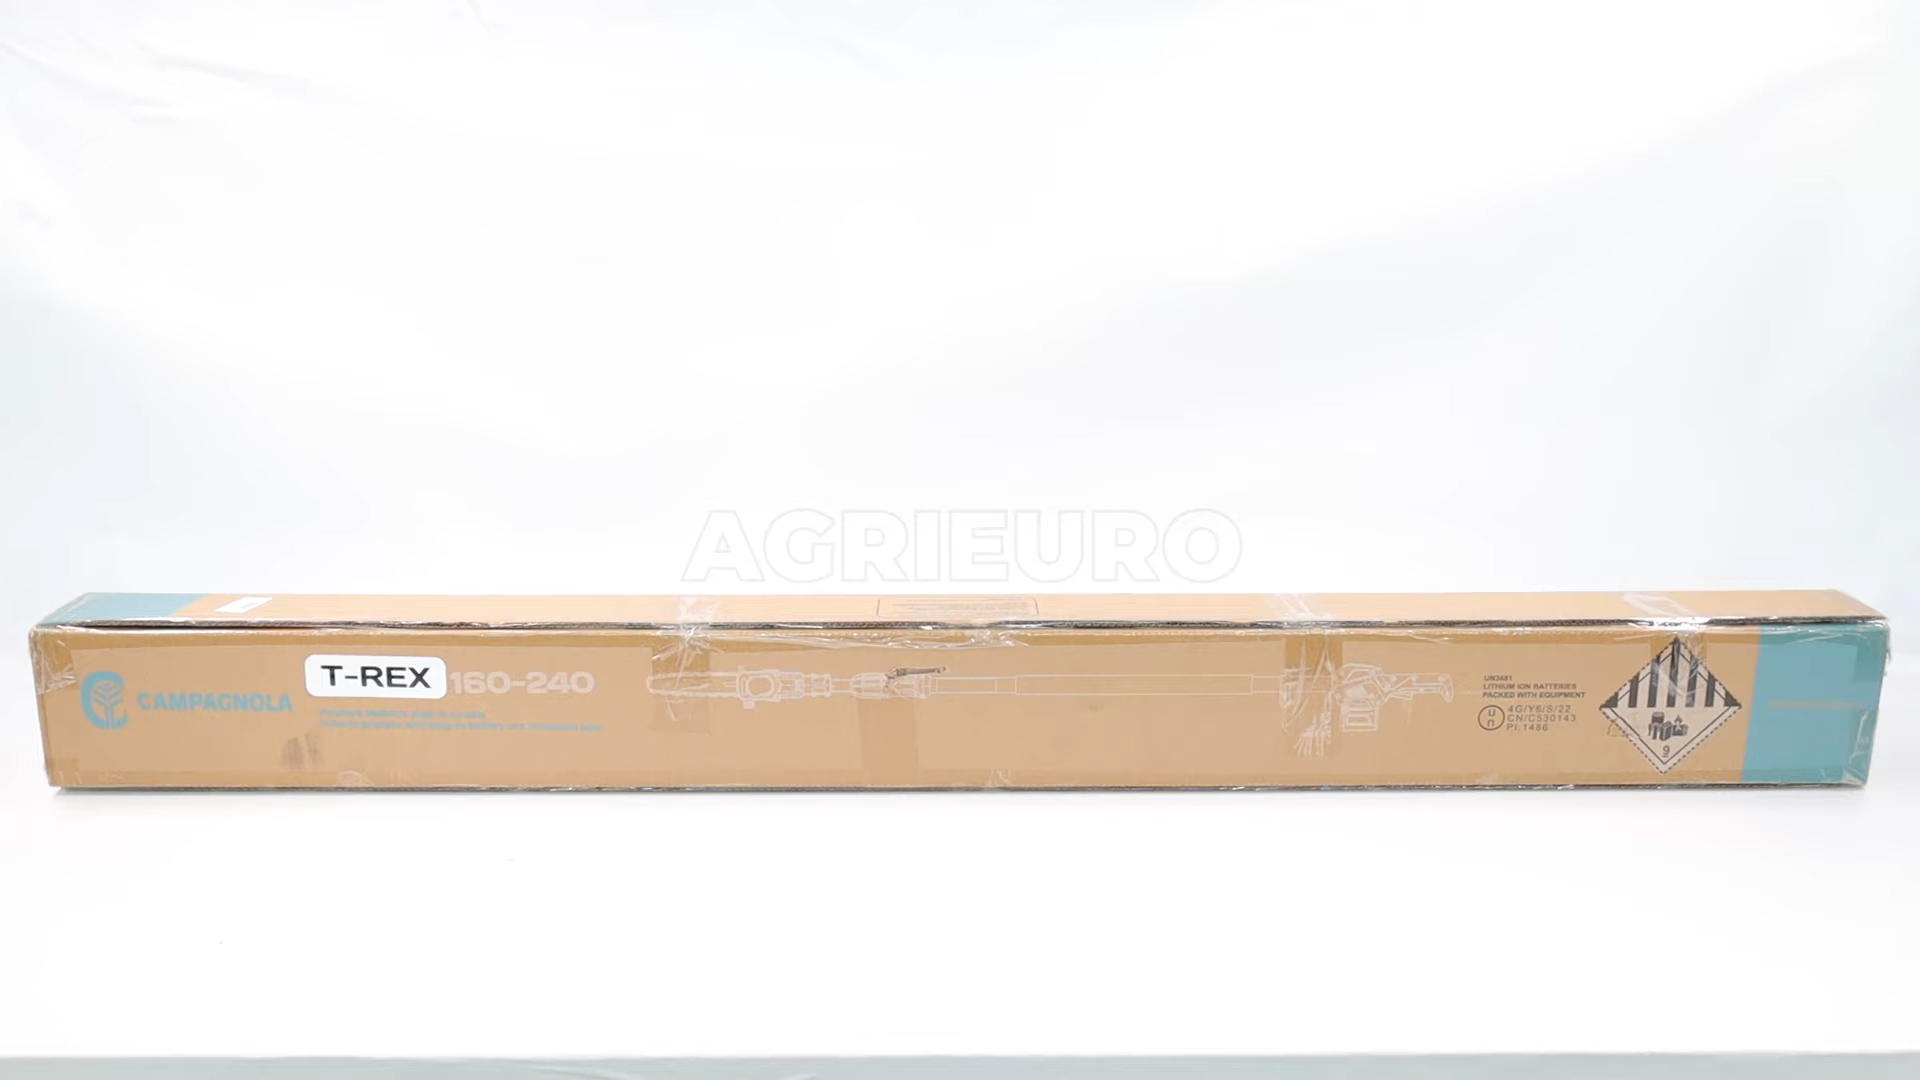 AGRIEURO
CAMPAGNOLA
T-REX 160-240
UN3481
LITHIUM ION BATTERIES
PACKED WITH EQUIPMENT
4G/Y6/S/22
CN/C530143
PI:1486
un
9